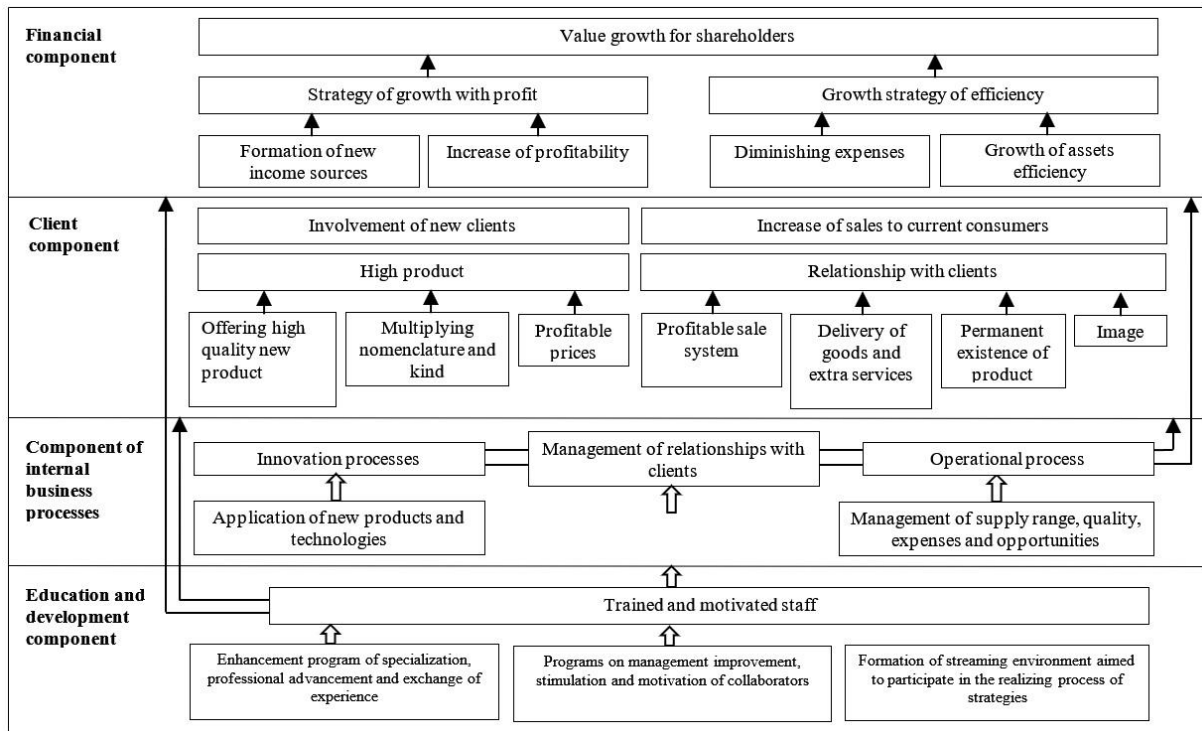 Financial
component
Value growth for shareholders
Strategy of growth with profit
Growth strategy of efficiency
Formation of new
income sources
Increase of profitability
Diminishing expenses
Growth of assets
efficiency
Client
component
Involvement of new clients
Increase of sales to current consumers
High product
Relationship with clients
Offering high
quality new
product
Multiplying
nomenclature and
kind
Profitable
prices
Profitable sale
system
Delivery of
goods and
extra services
Permanent
existence of
product
Image
Component of
internal
business
processes
Innovation processes
Management of relationships with
clients
Operational process
Application of new products and
technologies
Management of supply range, quality,
expenses and opportunities
Education and
development
component
Trained and motivated staff
Enhancement program of specialization,
professional advancement and exchange of
experience
Programs on management improvement,
stimulation and motivation of collaborators
Formation of streaming environment aimed
to participate in the realizing process of
strategies